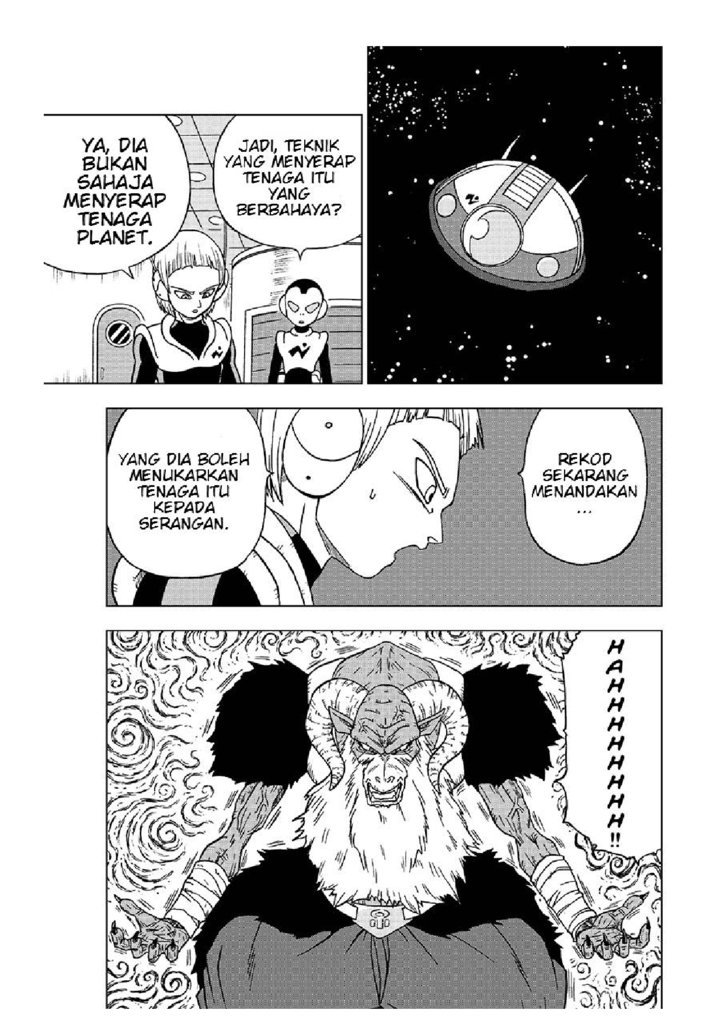 JADI, TEKNIK
YANG MENYERAP
TENAGA ITU
YANG
BERBAHAYA?
YA, DIA
BUKAN
SAHAJA
MENYERAP
TENAGA
PLANET.
REKOD
SEKARANG
MENANDAKAN
...
YANG DIA BOLEH
MENUKARKAN
TENAGA ITU
KEPADA
SERANGAN.
HAHHHHHHH!!